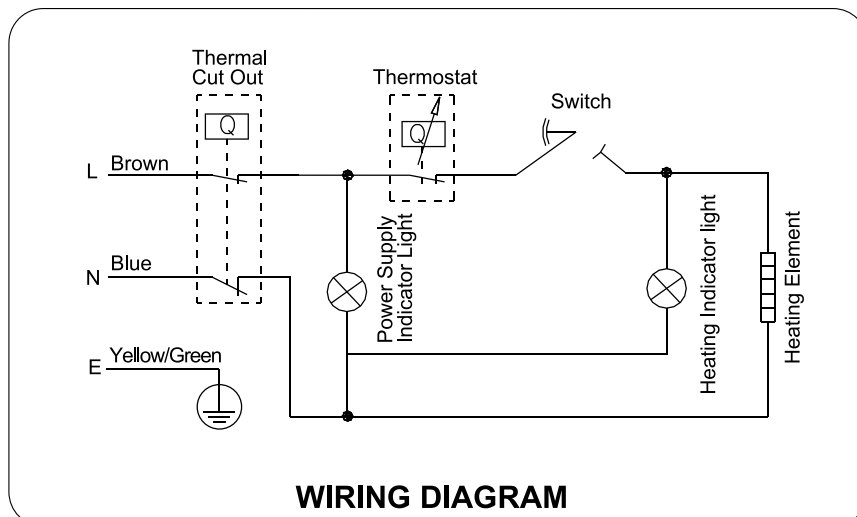 Thermal
Cut Out
Thermostat
Switch
Q
Q
L Brown
N Blue
E Yellow/Green
Power Supply
Indicator Light
Heating Indicator light
Heating Element
WIRING DIAGRAM